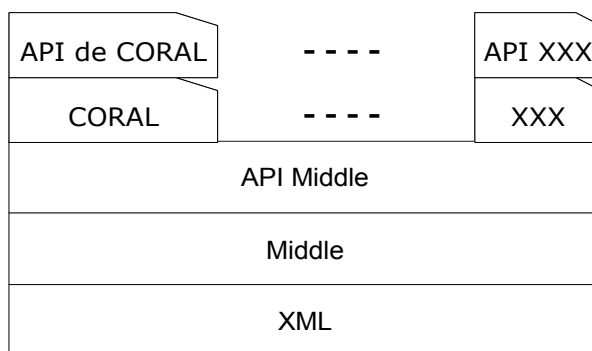 API de CORAL - - - - API XXX
CORAL - - - - XXX
API Middle
Middle
XML